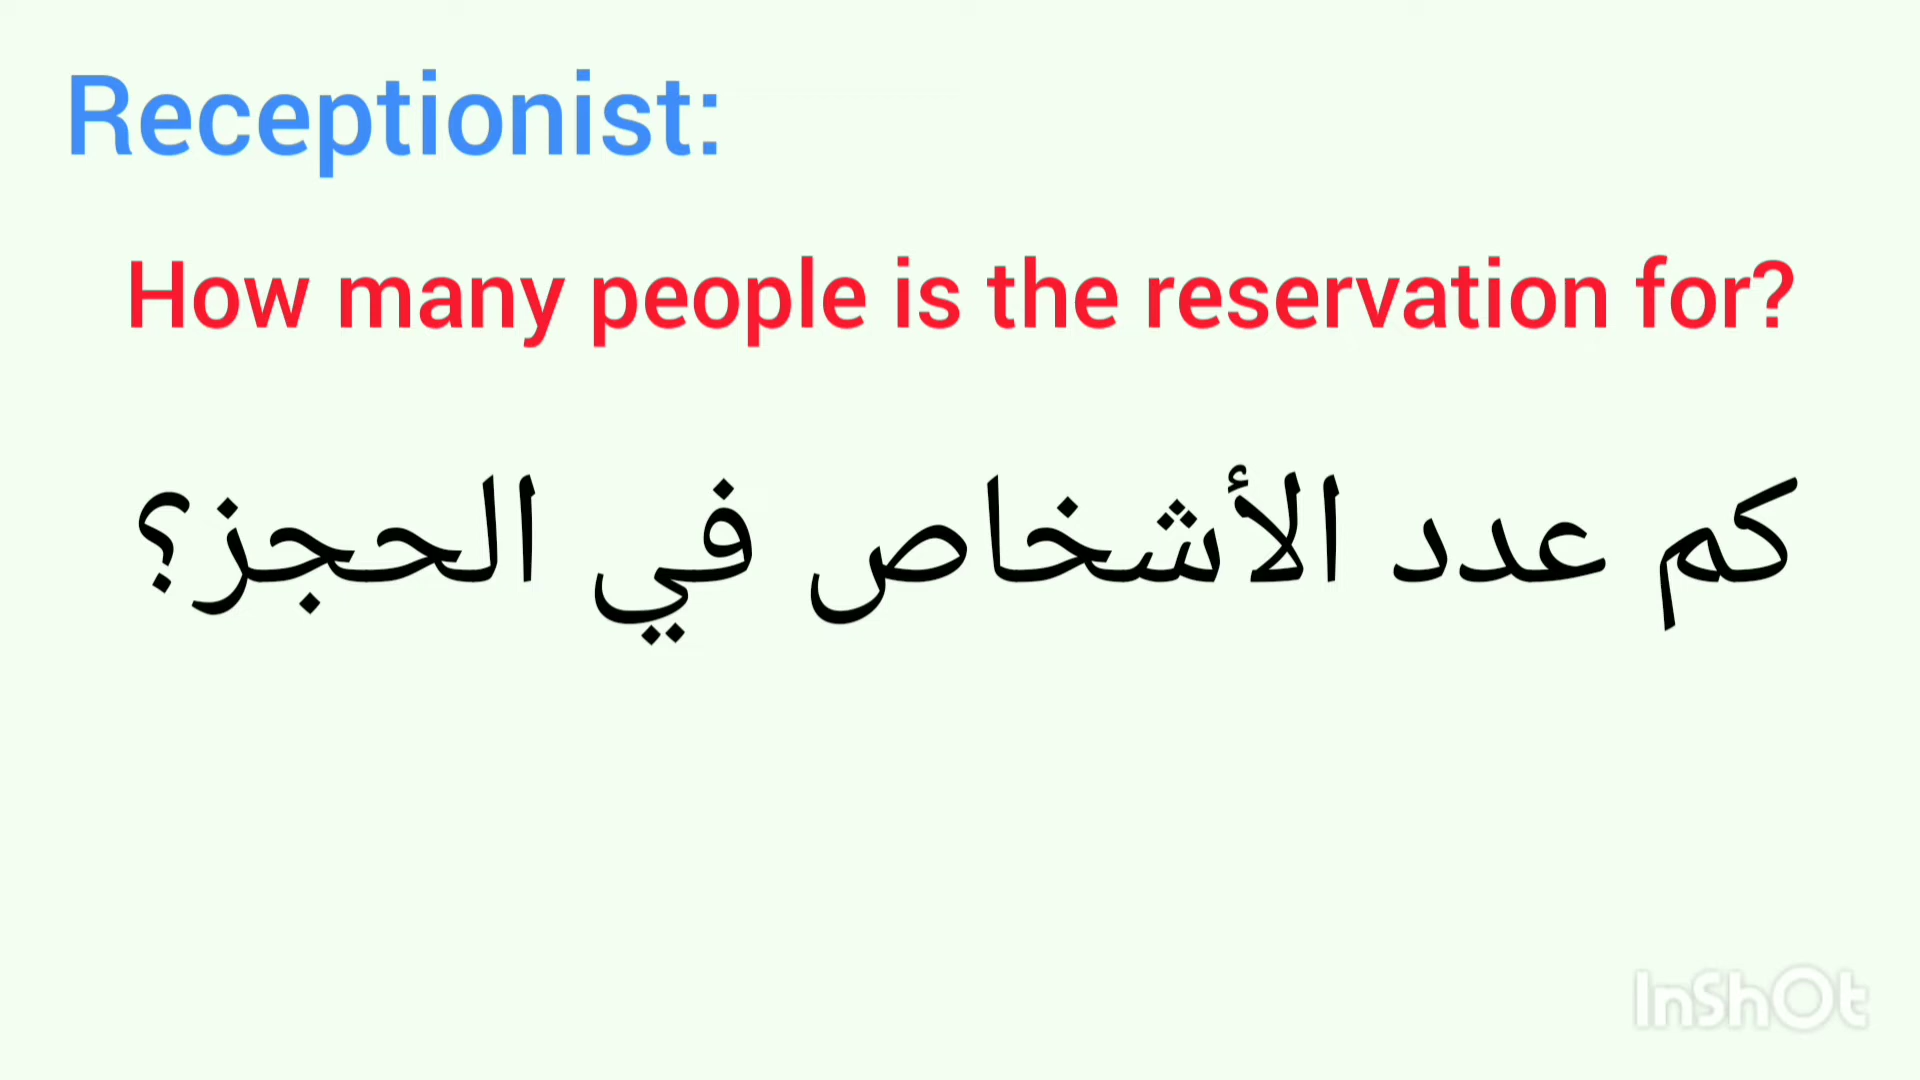 Receptionist:
How many people is the reservation for?
كم عدد الأشخاص في الحجز؟
InShOt